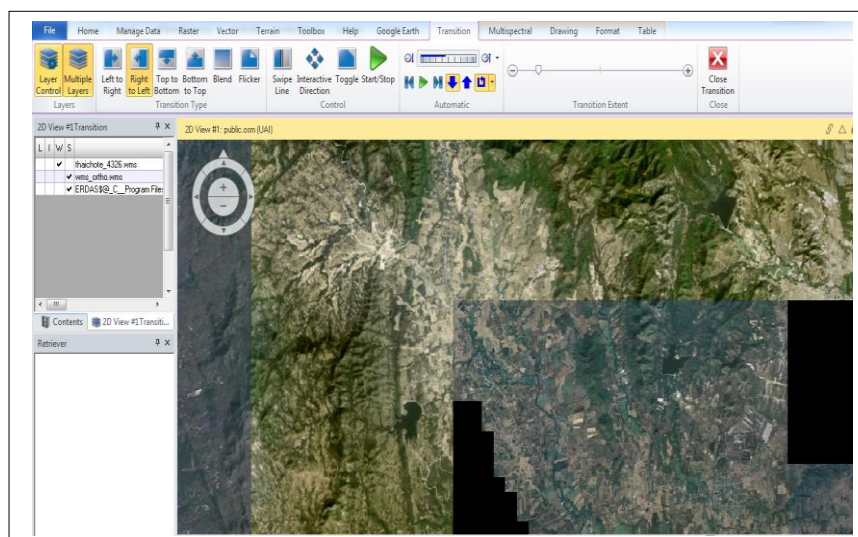 File Home Manage Data Raster Vector Terrain Toolbox Help Google Earth Transition Multispectral Drawing Format Table
Layer Control
Multiple Layers
Left to Right
Right to Left
Top to Bottom
Bottom to Top
Blend
Flicker
Swipe Line
Interactive Direction
Toggle
Start/Stop
Close Transition
Layers Transition Type Control Automatic Transition Extent Close
2D View #1Transition
2D View #1: public.com (UAI)
L I W S
thaichote_4326.wms
wms_ortho.wms
ERDAS$@_C__Program Files
Contents 2D View #1Transiti...
Retriever